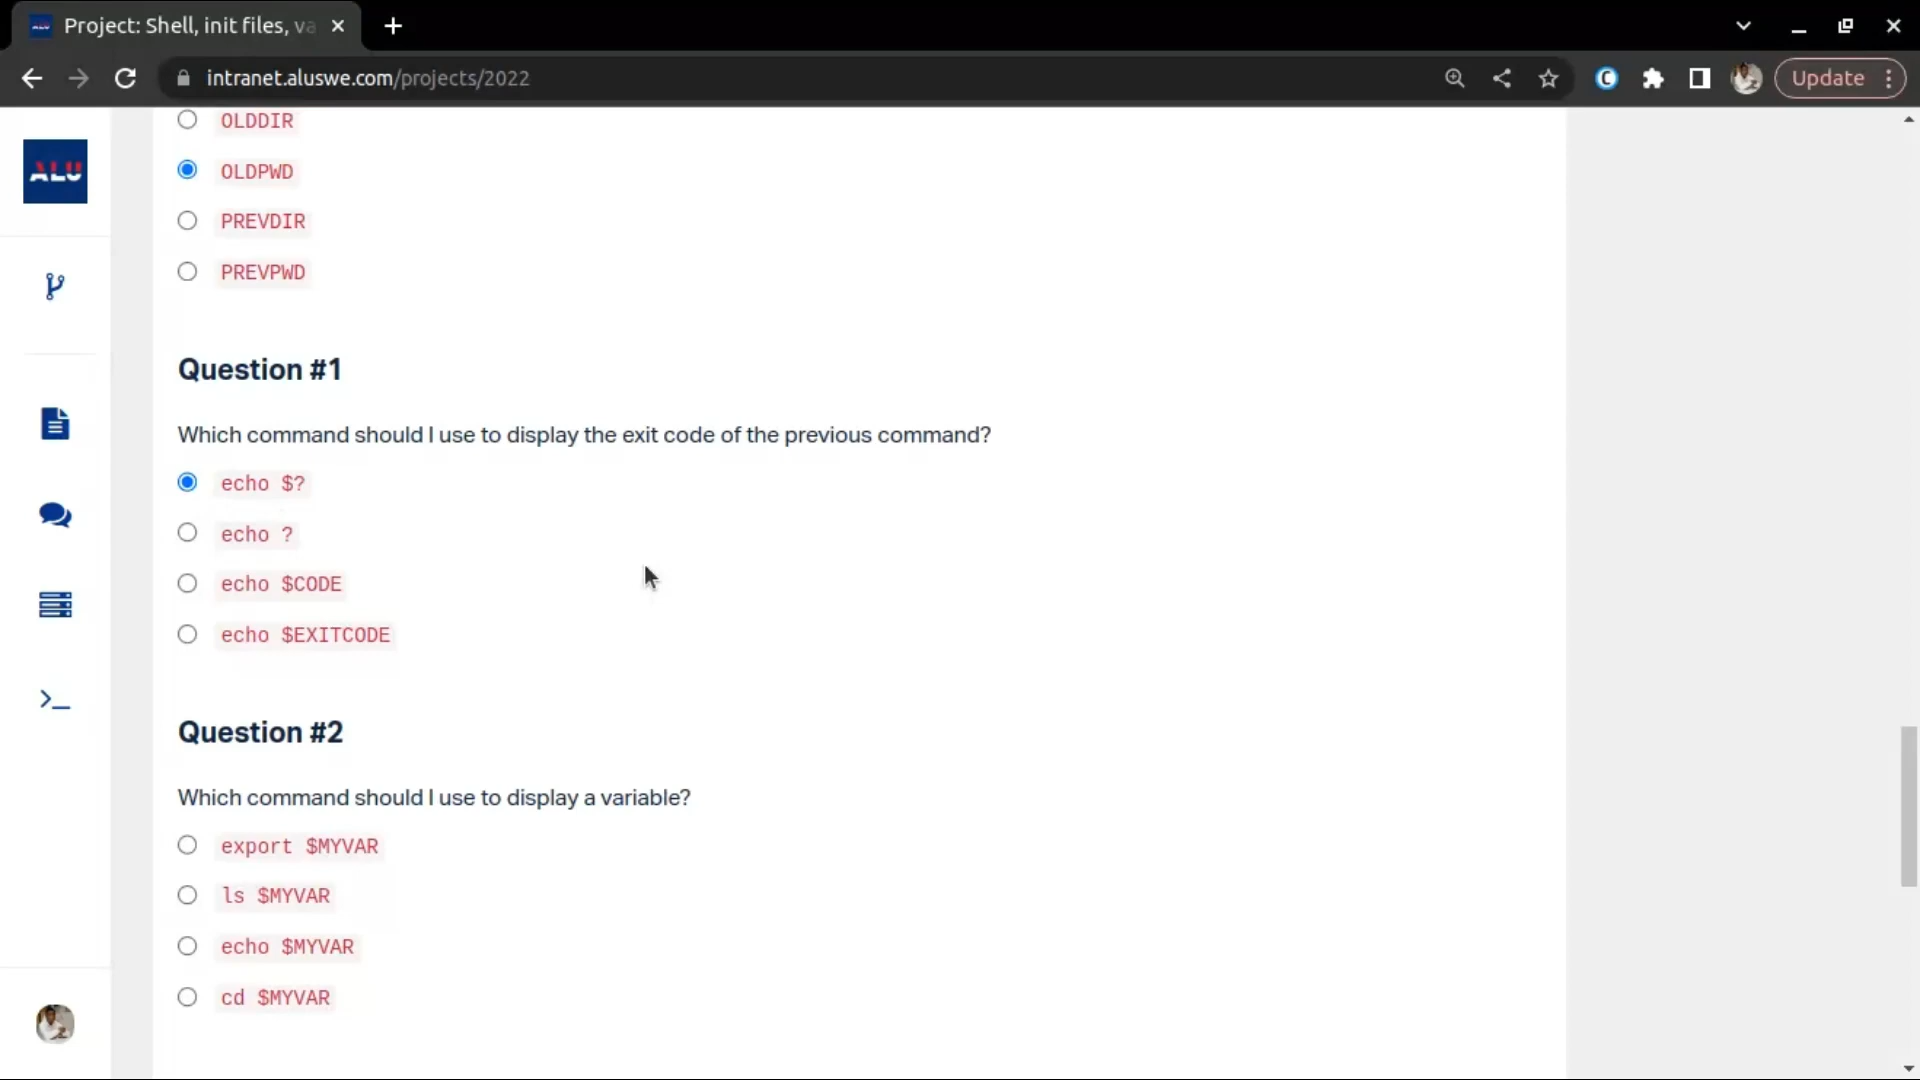 Project: Shell, init files, va
intranet.aluswe.com/projects/2022
Update
OLDDIR
ALU
OLDPWD
PREVDIR
PREVPWD
Question #1
Which command should I use to display the exit code of the previous command?
echo $?
echo ?
echo $CODE
echo $EXITCODE
Question #2
Which command should I use to display a variable?
export $MYVAR
ls $MYVAR
echo $MYVAR
cd $MYVAR